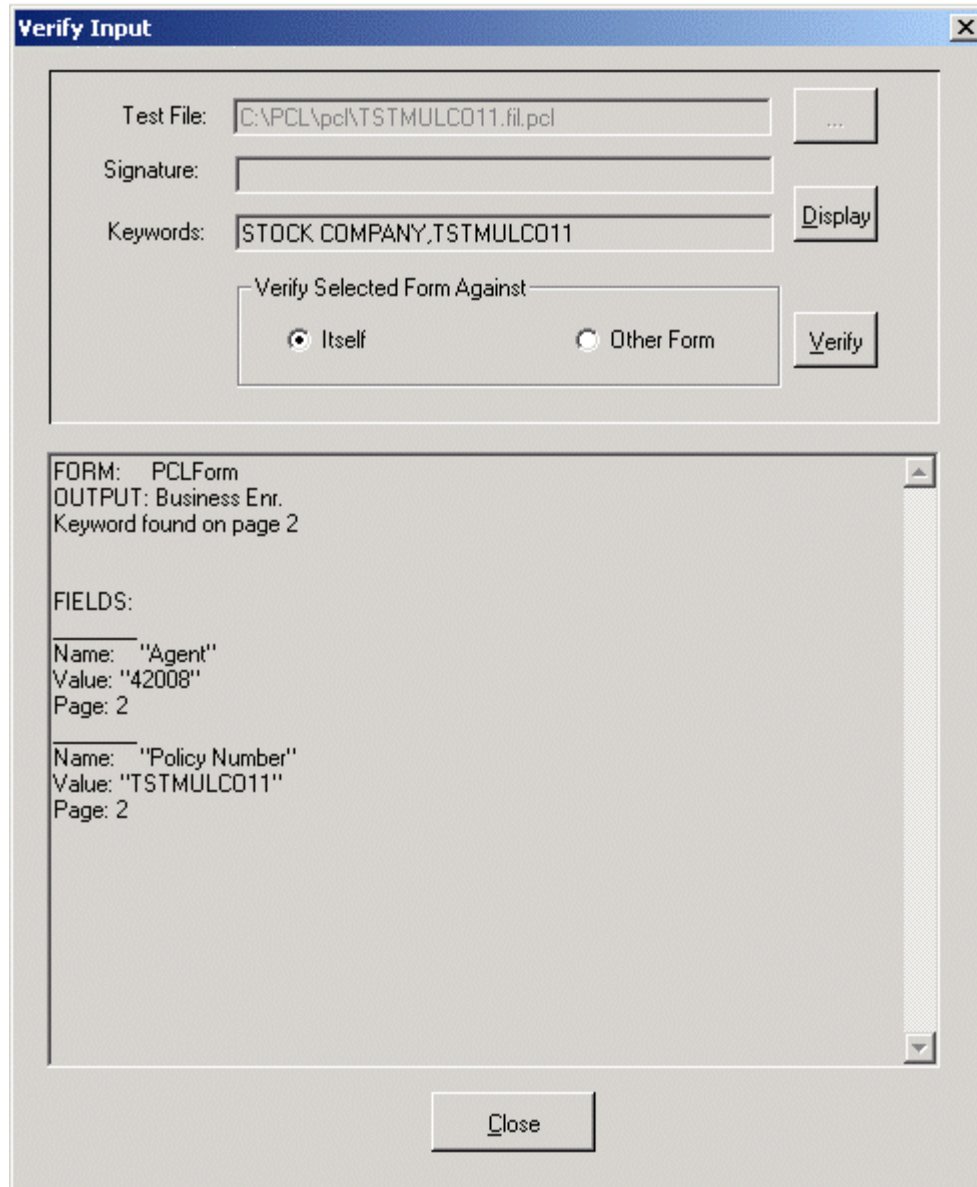 Verify Input
Test File: C:\PCL\pcl\TSTMULCO11.fil.pcl ...
Signature:
Display
Keywords: STOCK COMPANY,TSTMULCO11
Verify Selected Form Against
Itself Other Form Verify
FORM: PCLForm
OUTPUT: Business Enr.
Keyword found on page 2
FIELDS:
Name: "Agent"
Value: "42008"
Page: 2
Name: "Policy Number"
Value: "TSTMULCO11"
Page: 2
Close